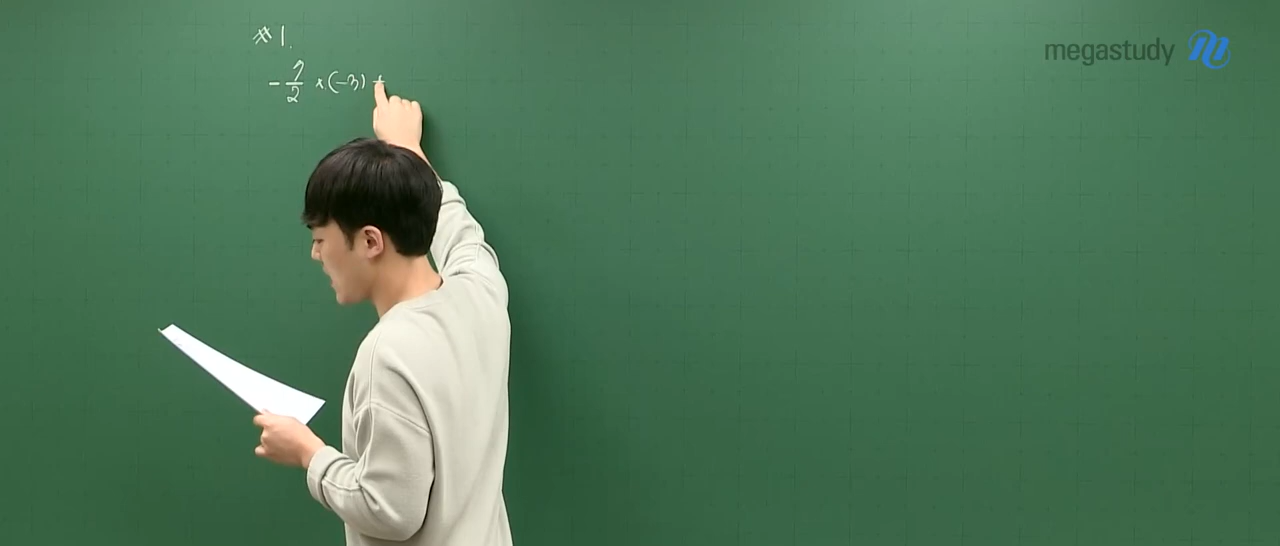 #1.
megastudy
-7/2 ×(-3) +